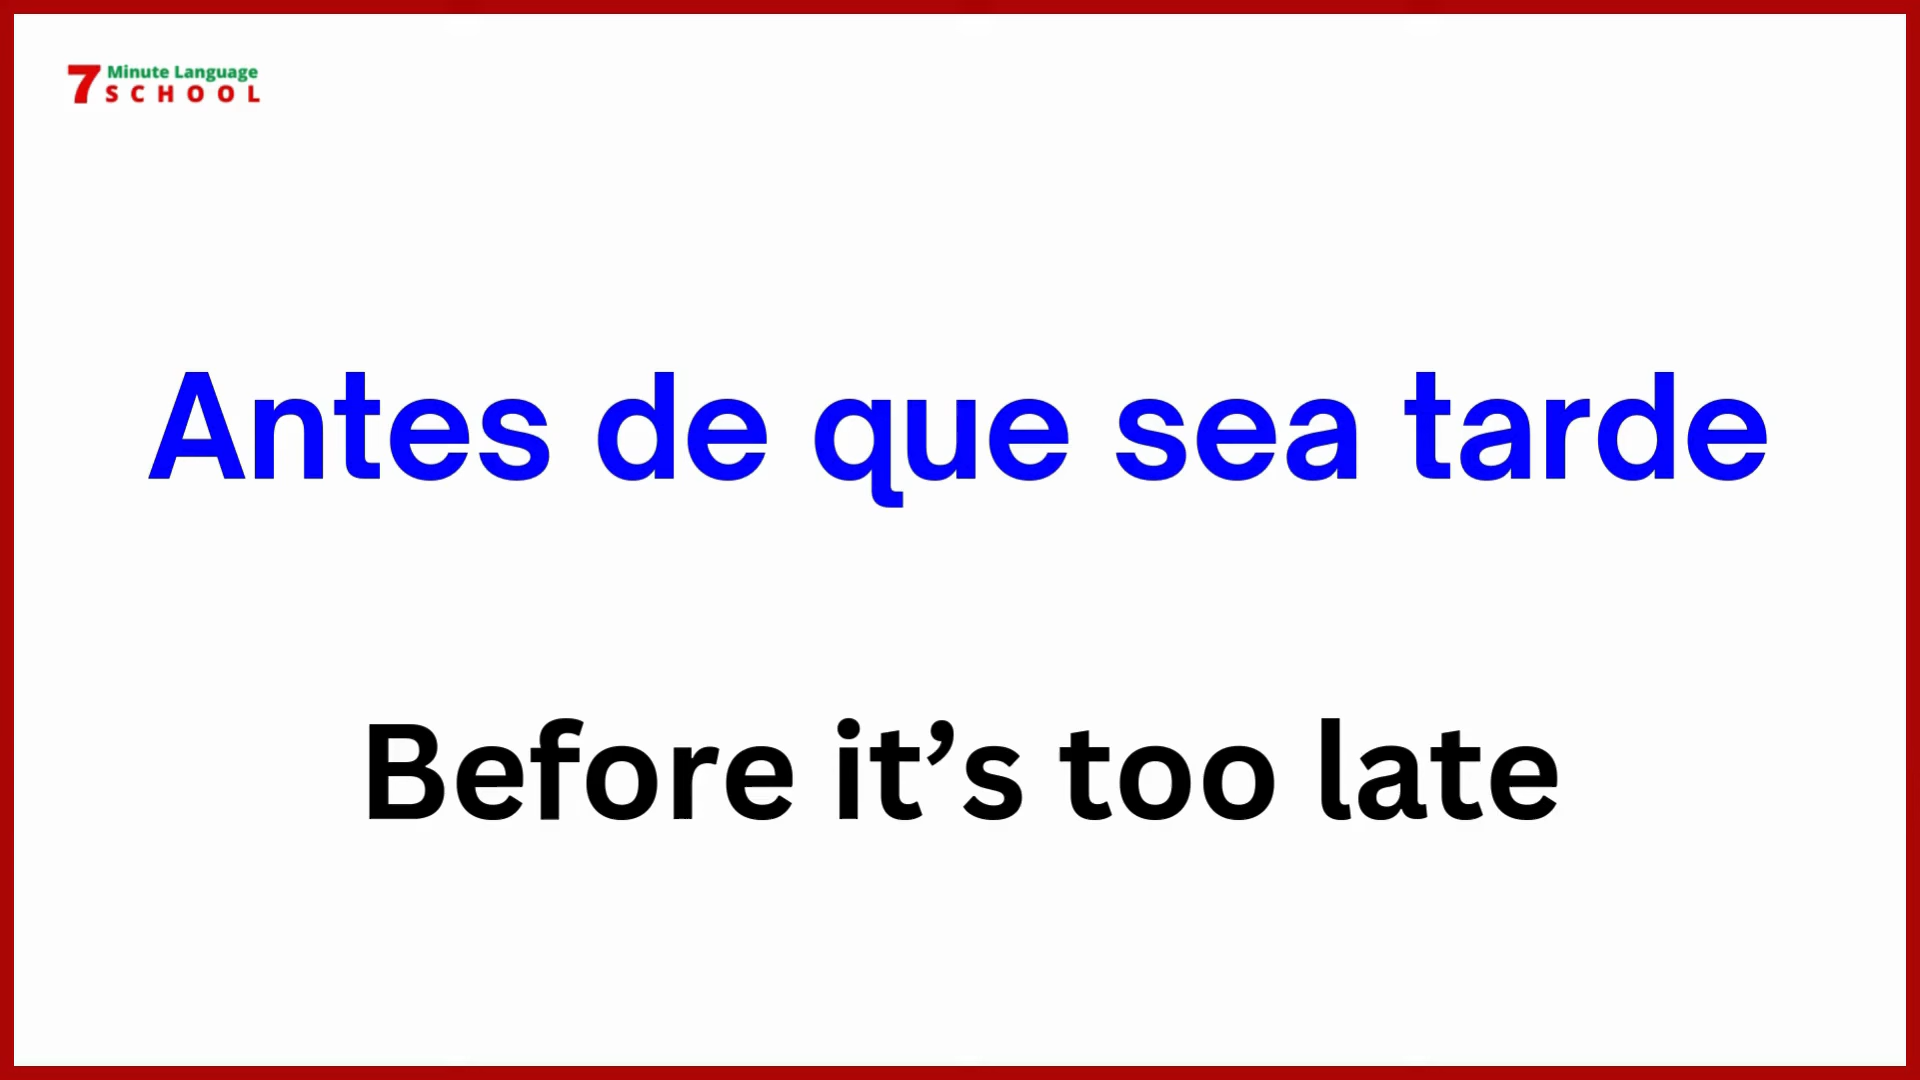 7 Minute Language
SCHOOL
Antes de que sea tarde
Before it’s too late